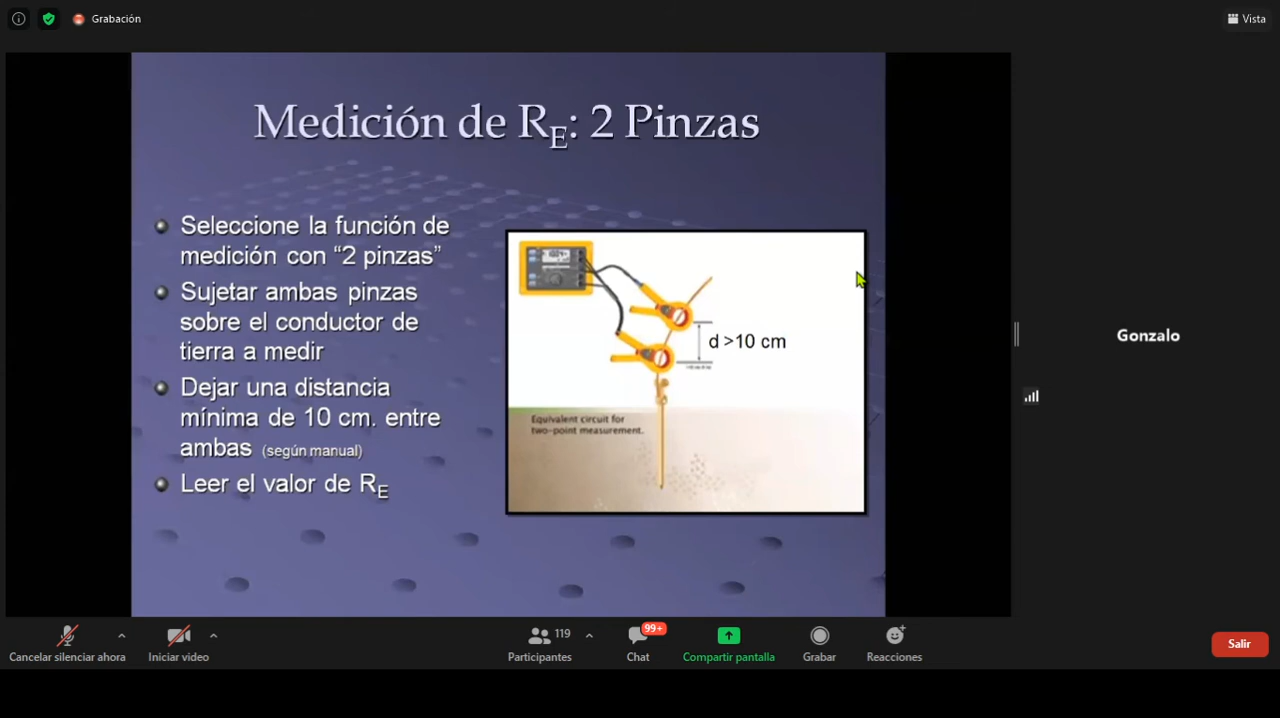 Grabación
Vista
Medición de RE: 2 Pinzas
Seleccione la función de
medición con “2 pinzas”
Sujetar ambas pinzas
sobre el conductor de
tierra a medir
Dejar una distancia
mínima de 10 cm. entre
ambas (según manual)
Leer el valor de RE
d >10 cm
Equivalent circuit for
two-point measurement.
Gonzalo
Cancelar silenciar ahora
Iniciar video
119
Participantes
99+
Chat
Compartir pantalla
Grabar
Reacciones
Salir